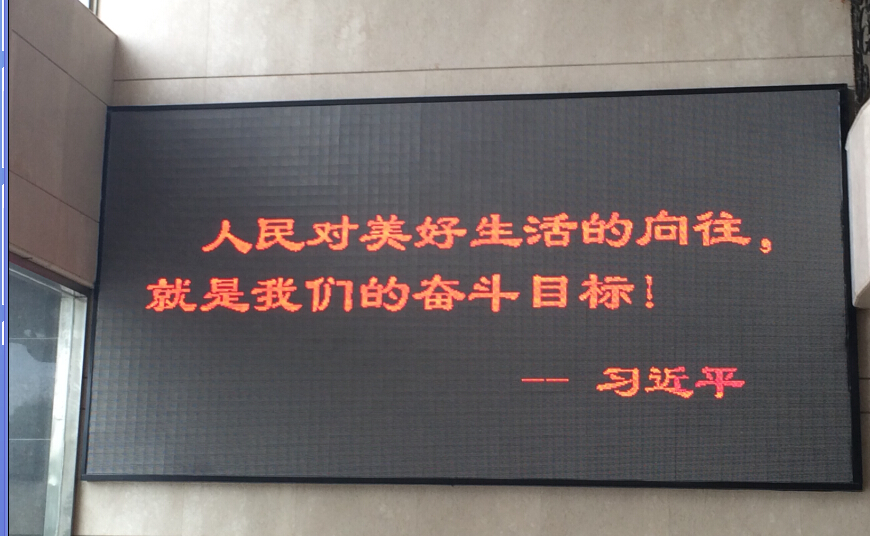 人民对美好生活的向往，
就是我们的奋斗目标！
—— 习近平